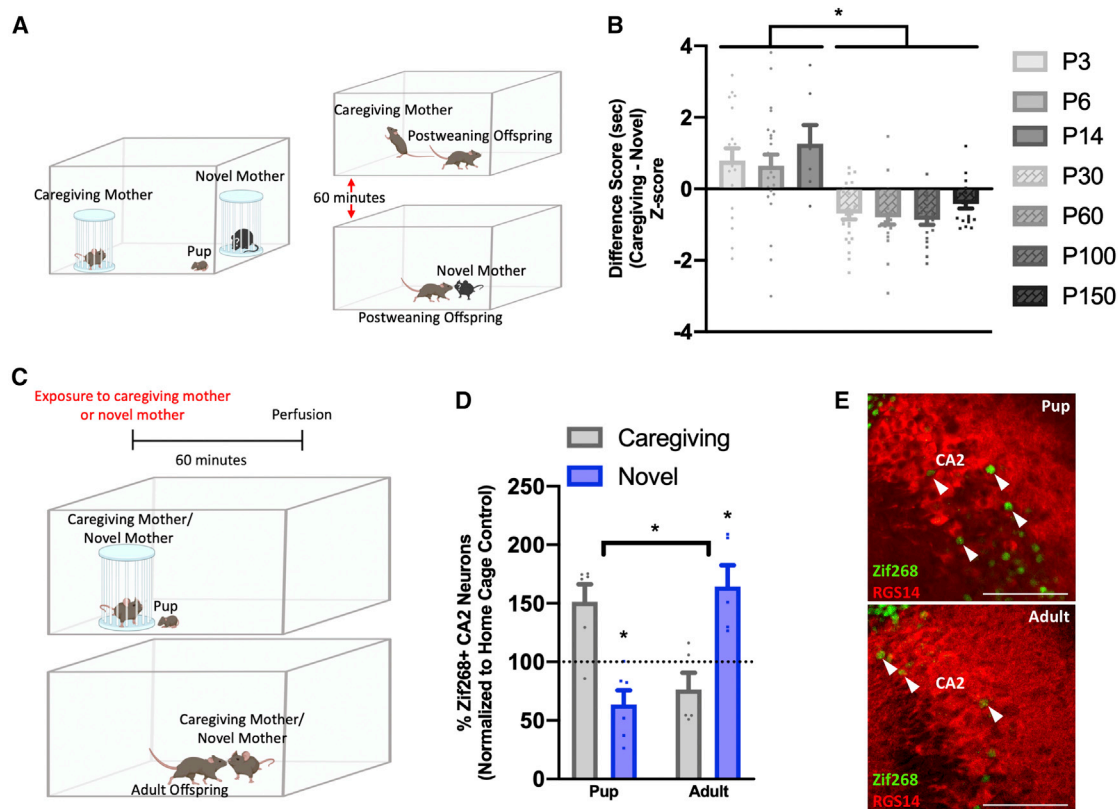 A
Caregiving Mother
Novel Mother
Pup
Caregiving Mother
Postweaning Offspring
60 minutes
Novel Mother
Postweaning Offspring
B
*
4
2
0
-2
-4
Difference Score (sec)
(Caregiving - Novel)
Z-score
P3
P6
P14
P30
P60
P100
P150
C
Exposure to caregiving mother
or novel mother
Perfusion
60 minutes
Caregiving Mother/
Novel Mother
Pup
Caregiving Mother/
Novel Mother
Adult Offspring
D
Caregiving
Novel
250
200
150
100
50
0
% Zif268+ CA2 Neurons
(Normalized to Home Cage Control)
*
*
*
Pup
Adult
E
Pup
CA2
Zif268
RGS14
Adult
CA2
Zif268
RGS14